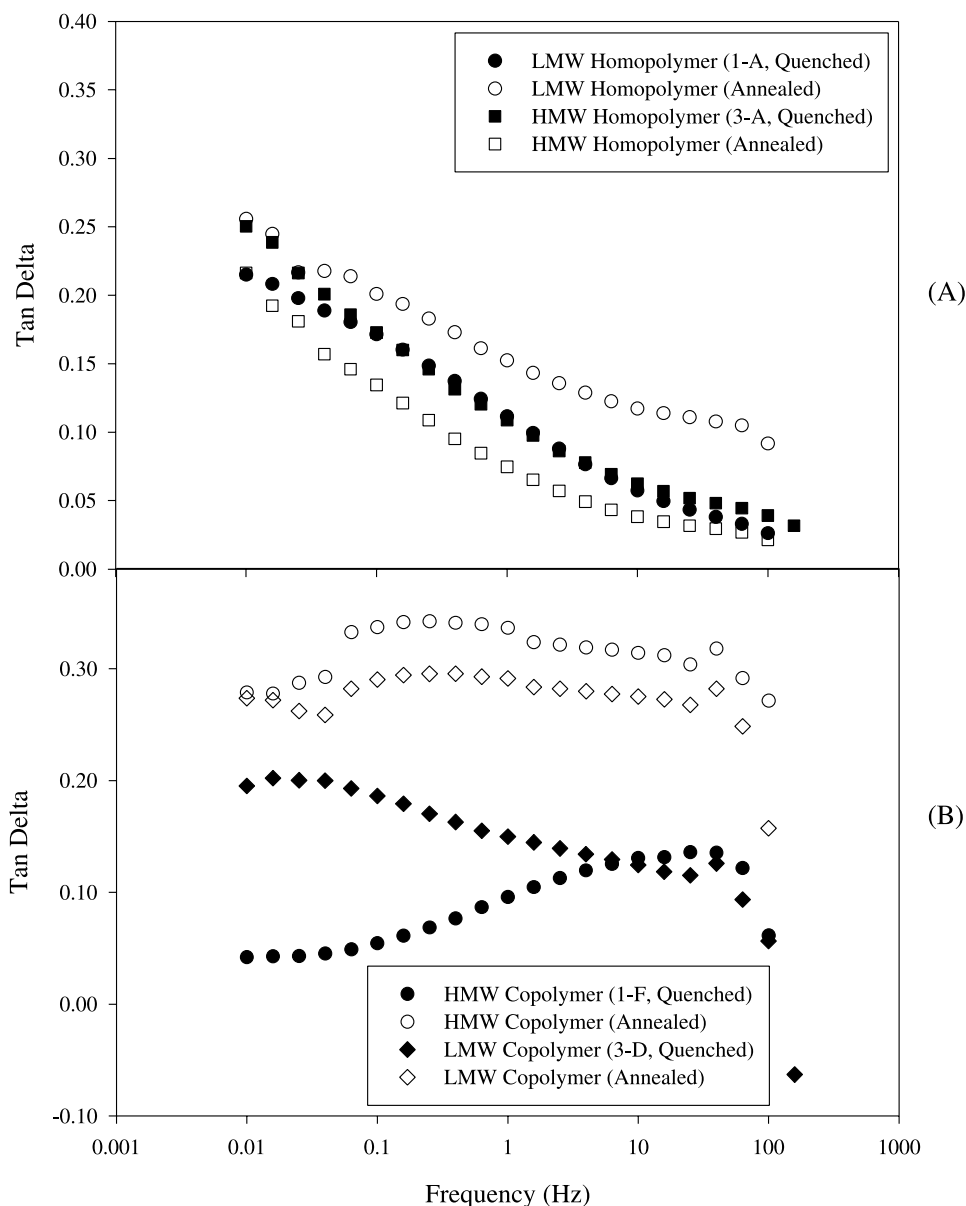 0.40
LMW Homopolymer (1-A, Quenched)
LMW Homopolymer (Annealed)
HMW Homopolymer (3-A, Quenched)
HMW Homopolymer (Annealed)
0.35
0.30
0.25
0.20
0.15
0.10
0.05
0.00
Tan Delta
(A)
0.30
0.20
0.10
0.00
-0.10
Tan Delta
(B)
HMW Copolymer (1-F, Quenched)
HMW Copolymer (Annealed)
LMW Copolymer (3-D, Quenched)
LMW Copolymer (Annealed)
0.001 0.01 0.1 1 10 100 1000
Frequency (Hz)